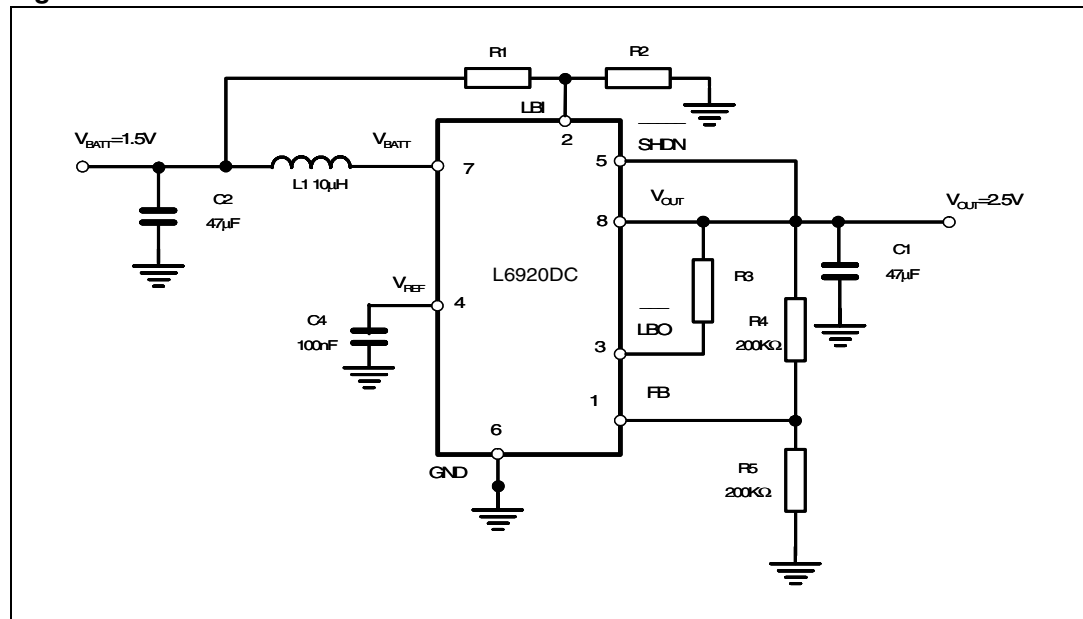 R1
R2
LBI
2
SHDN
V_BATT=1.5V
V_BATT
7
5
L1 10µH
C2
47µF
V_OUT
8
V_OUT=2.5V
L6920DC
C1
47µF
R3
V_REF
4
LBO
C4
100nF
R4
200KΩ
3
1
FB
6
GND
R5
200KΩ